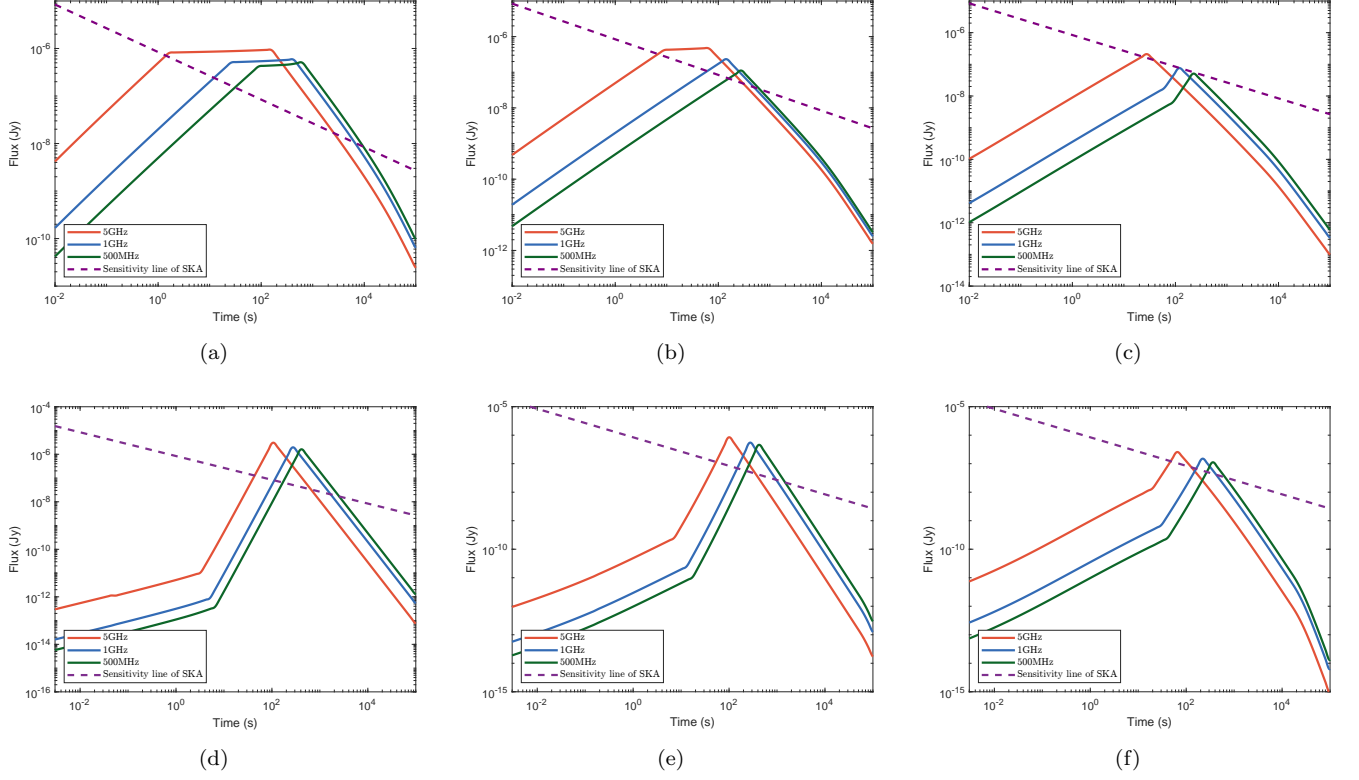 10^-6
10^-8
10^-10
Flux (Jy)
5GHz
1GHz
500MHz
Sensitivity line of SKA
10^-2 10^0 10^2 10^4
Time (s)
(a)
10^-6
10^-8
10^-10
10^-12
Flux (Jy)
5GHz
1GHz
500MHz
Sensitivity line of SKA
10^-2 10^0 10^2 10^4
Time (s)
(b)
10^-6
10^-8
10^-10
10^-12
10^-14
Flux (Jy)
5GHz
1GHz
500MHz
Sensitivity line of SKA
10^-2 10^0 10^2 10^4
Time (s)
(c)
10^-4
10^-6
10^-8
10^-10
10^-12
10^-14
10^-16
Flux (Jy)
5GHz
1GHz
500MHz
Sensitivity line of SKA
10^-2 10^0 10^2 10^4
Time (s)
(d)
10^-5
10^-10
10^-15
Flux (Jy)
5GHz
1GHz
500MHz
Sensitivity line of SKA
10^-2 10^0 10^2 10^4
Time (s)
(e)
10^-5
10^-10
10^-15
Flux (Jy)
5GHz
1GHz
500MHz
Sensitivity line of SKA
10^-2 10^0 10^2 10^4
Time (s)
(f)